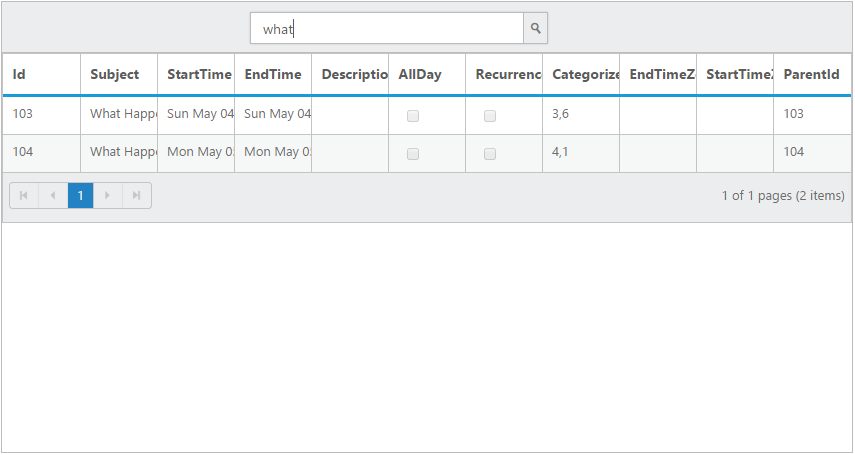 what
Id Subject StartTime EndTime Descriptio AllDay Recurrenc Categorize EndTimeZ StartTimeZ ParentId
103 What Happe Sun May 04 Sun May 04 3,6 103
104 What Happe Mon May 0 Mon May 0 4,1 104
1 1 of 1 pages (2 items)